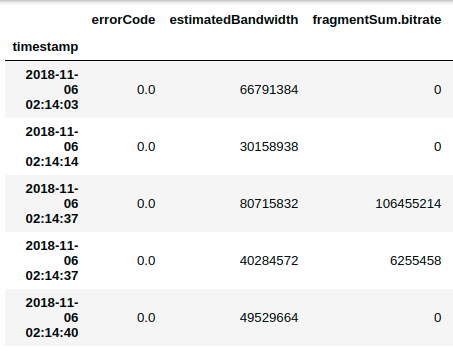 errorCode estimatedBandwidth fragmentSum.bitrate
timestamp
2018-11-
06
02:14:03 0.0 66791384 0
2018-11-
06
02:14:14 0.0 30158938 0
2018-11-
06
02:14:37 0.0 80715832 106455214
2018-11-
06
02:14:37 0.0 40284572 6255458
2018-11-
06
02:14:40 0.0 49529664 0